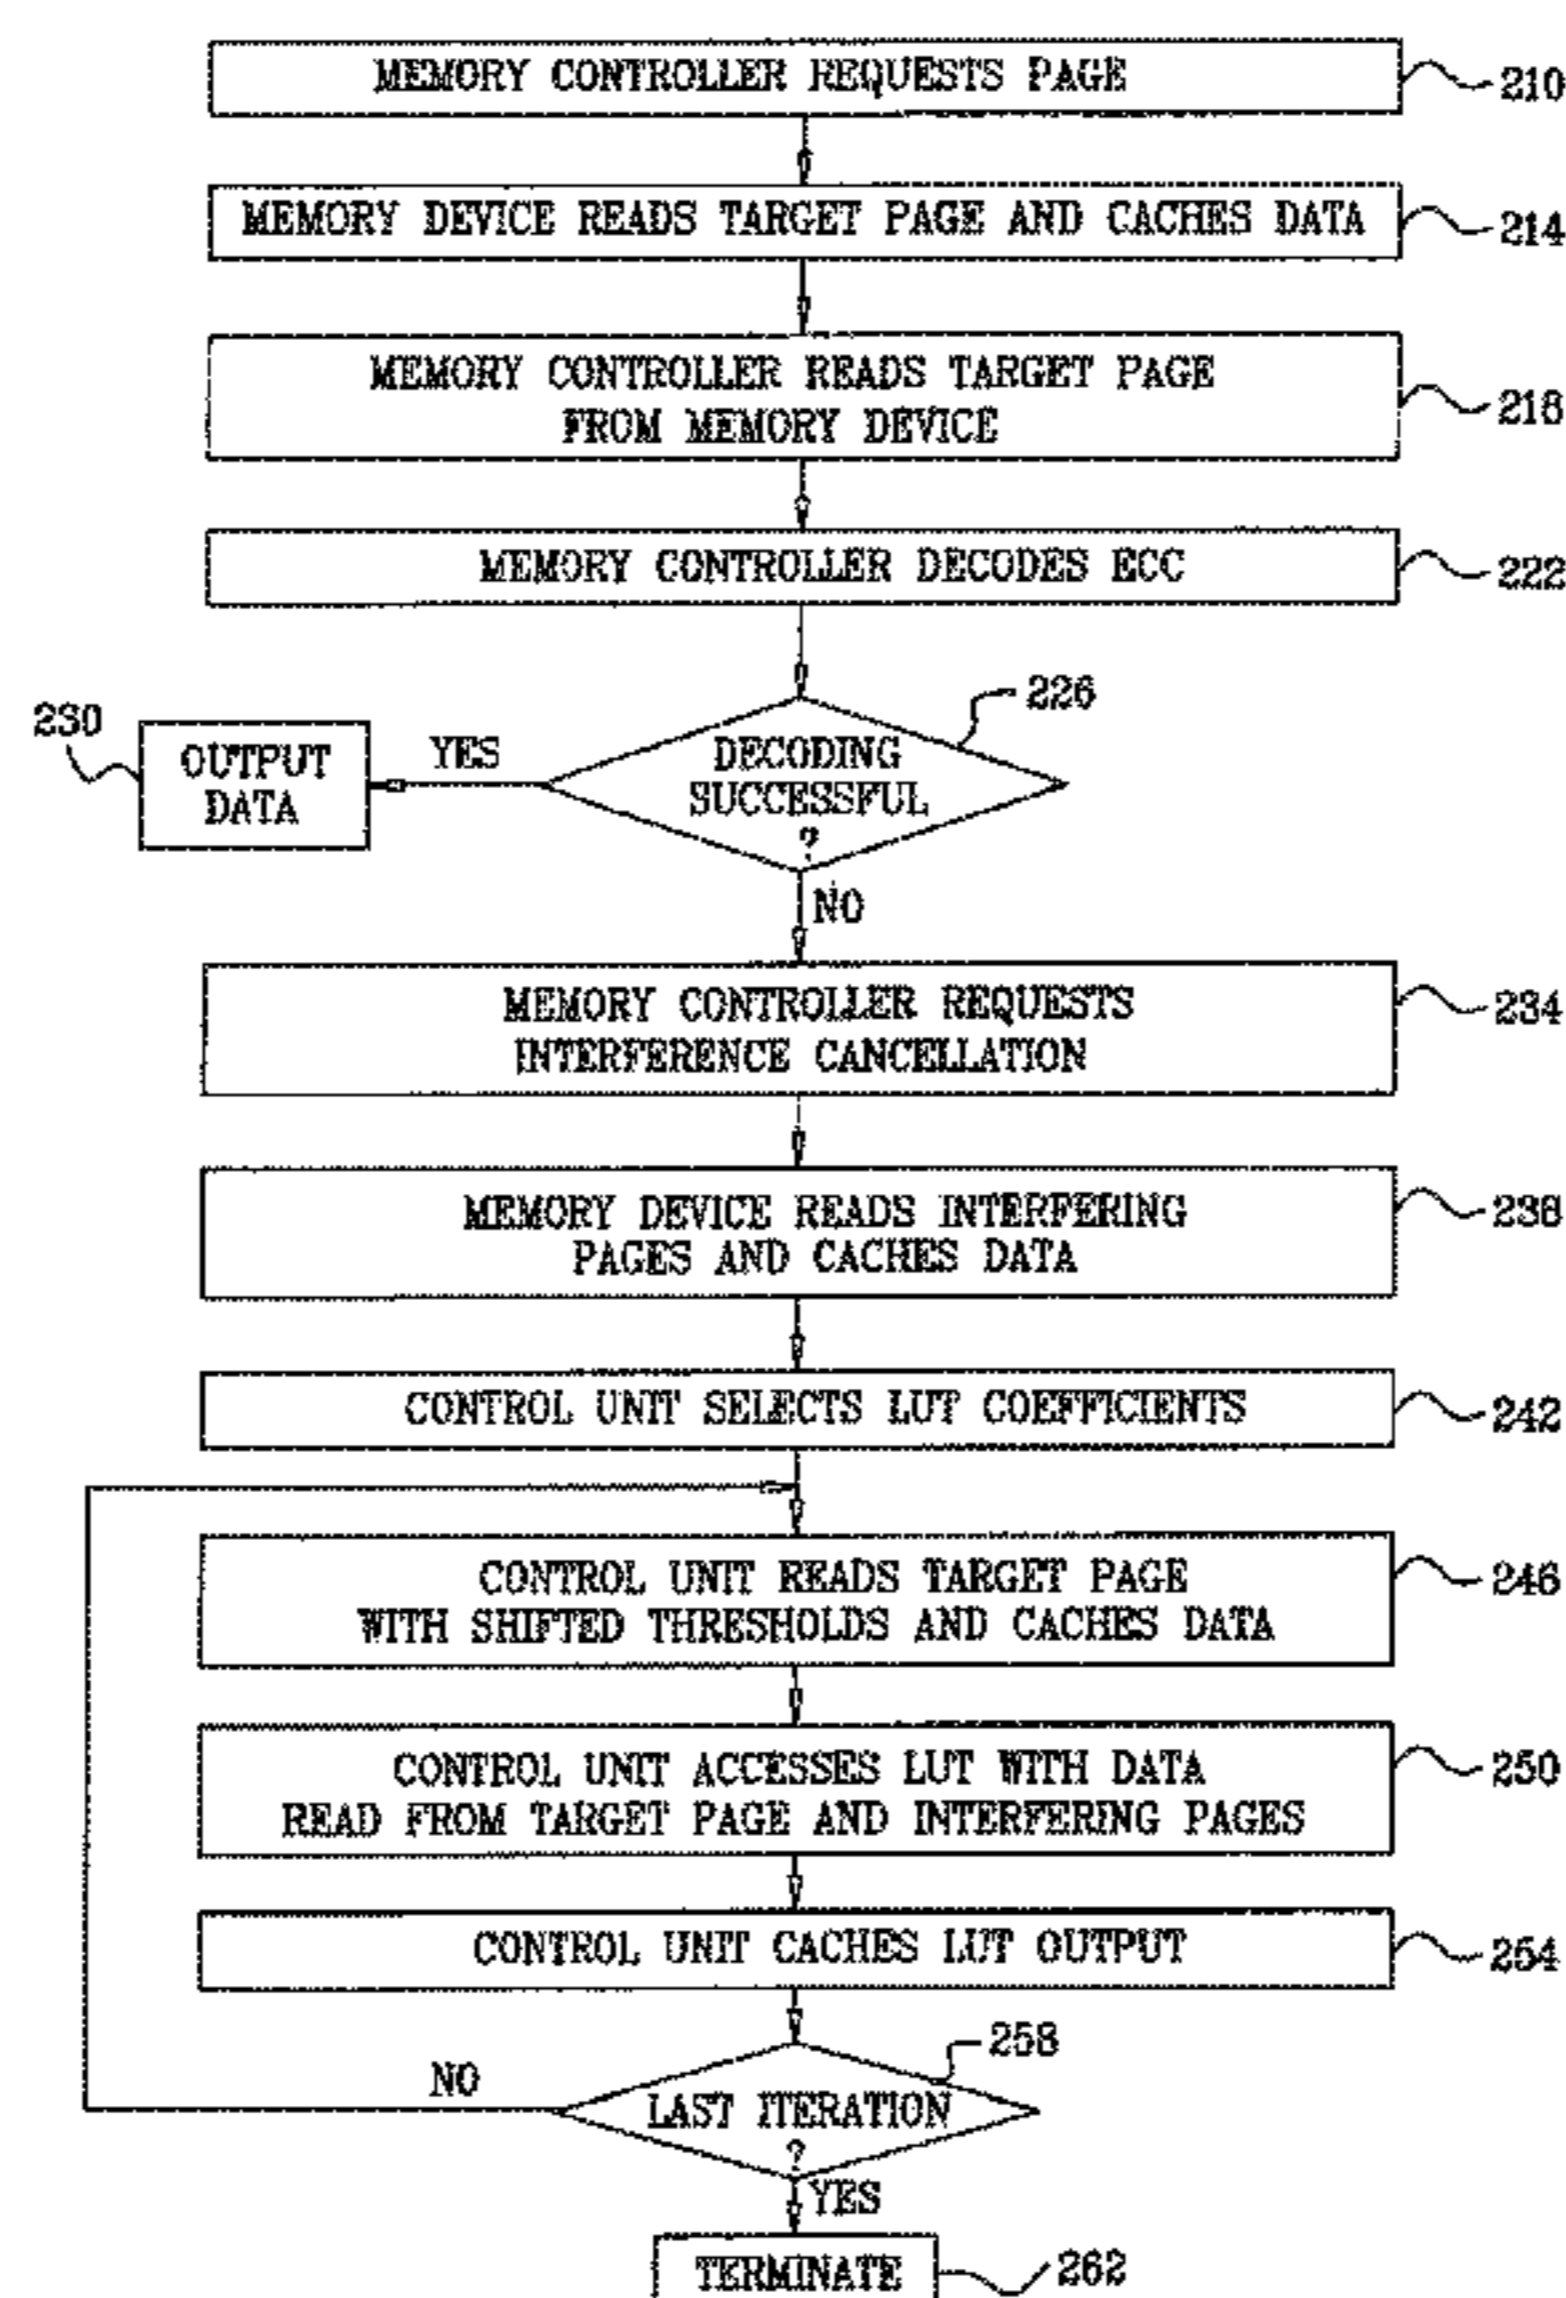 MEMORY CONTROLLER REQUESTS PAGE
210
MEMORY DEVICE READS TARGET PAGE AND CACHES DATA
214
MEMORY CONTROLLER READS TARGET PAGE
FROM MEMORY DEVICE
218
MEMORY CONTROLLER DECODES ECC
222
226
230
OUTPUT
DATA
YES
DECODING
SUCCESSFUL
?
NO
MEMORY CONTROLLER REQUESTS
INTERFERENCE CANCELLATION
234
MEMORY DEVICE READS INTERFERING
PAGES AND CACHES DATA
238
CONTROL UNIT SELECTS LUT COEFFICIENTS
242
CONTROL UNIT READS TARGET PAGE
WITH SHIFTED THRESHOLDS AND CACHES DATA
246
CONTROL UNIT ACCESSES LUT WITH DATA
READ FROM TARGET PAGE AND INTERFERING PAGES
250
CONTROL UNIT CACHES LUT OUTPUT
254
258
NO
LAST ITERATION
?
YES
TERMINATE
262